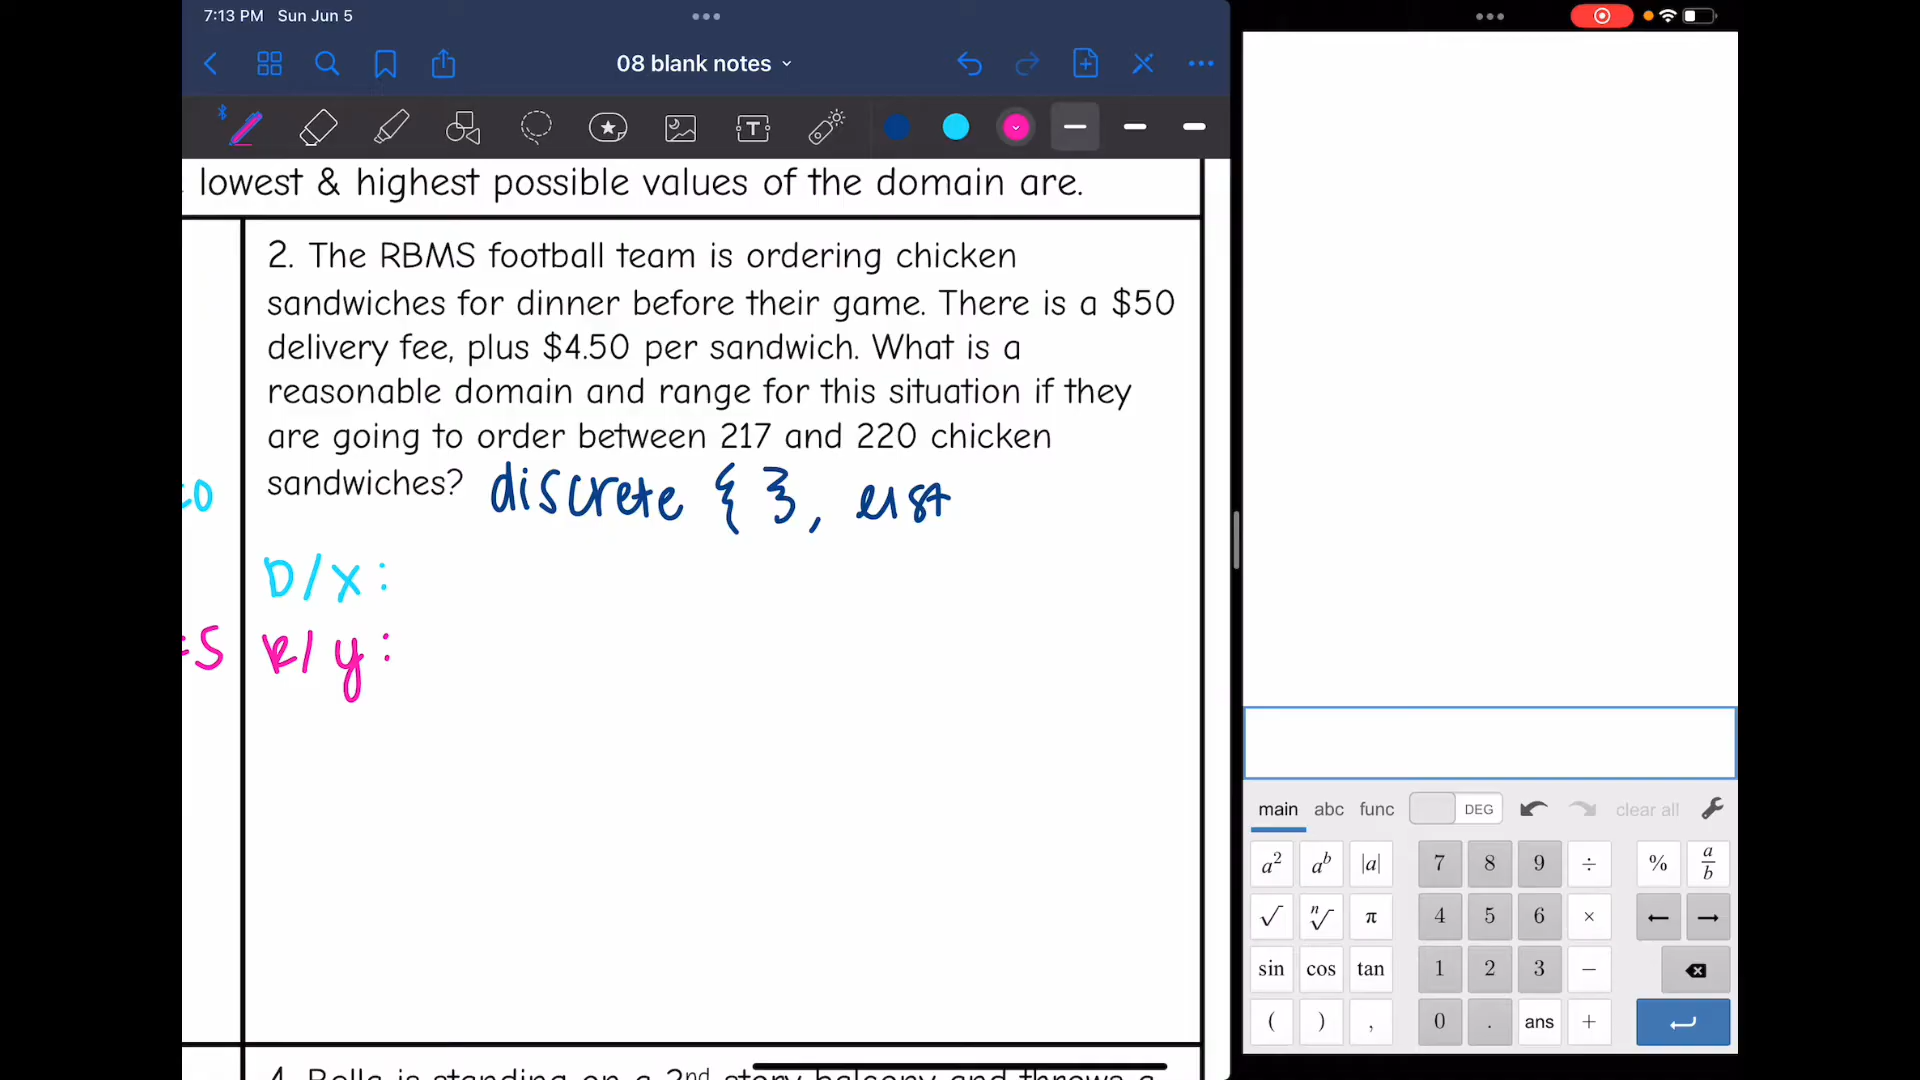 7:13 PM Sun Jun 5
08 blank notes
T
lowest & highest possible values of the domain are.
2. The RBMS football team is ordering chicken
sandwiches for dinner before their game. There is a $50
delivery fee, plus $4.50 per sandwich. What is a
reasonable domain and range for this situation if they
are going to order between 217 and 220 chicken
sandwiches? discrete { }, list
D/x:
R/y:
main abc func DEG clear all
a² aᵇ |a| 7 8 9 ÷ % a/b
√ ⁿ√ π 4 5 6 × ← →
sin cos tan 1 2 3 −
( ) , 0 . ans +